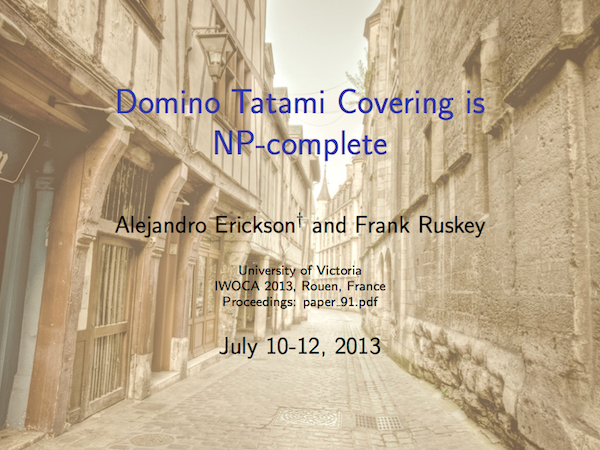 Domino Tatami Covering is
NP-complete
Alejandro Erickson† and Frank Ruskey
University of Victoria
IWOCA 2013, Rouen, France
Proceedings: paper_91.pdf
July 10-12, 2013